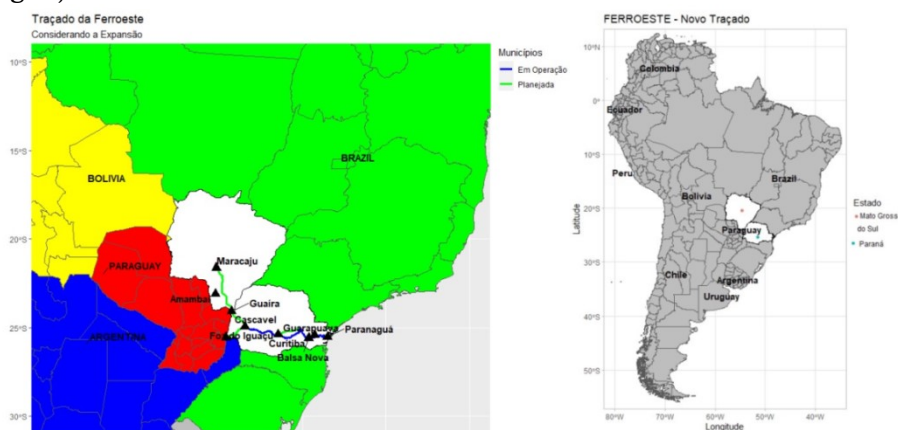 Traçado da Ferroeste
Considerando a Expansão
10°S
15°S
20°S
25°S
30°S
BOLIVIA
BRAZIL
PARAGUAY
ARGENTINA
Maracaju
Amambai
Guaíra
Cascavel
Foz do Iguaçu
Guarapuava
Curitiba
Paranaguá
Balsa Nova
Municípios
Em Operação
Planejada
FERROESTE - Novo Traçado
10°N
0°
10°S
20°S
30°S
40°S
50°S
Latitude
Colombia
Ecuador
Peru
Brazil
Bolivia
Paraguay
Chile
Argentina
Uruguay
80°W 70°W 60°W 50°W 40°W
Longitude
Estado
Mato Gross
do Sul
Paraná